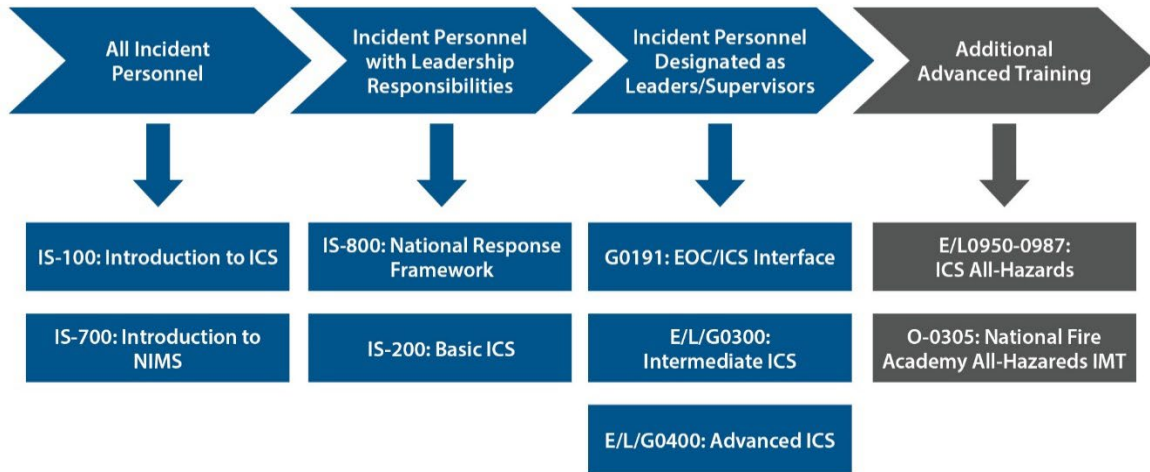 All Incident
Personnel
Incident Personnel
with Leadership
Responsibilities
Incident Personnel
Designated as
Leaders/Supervisors
Additional
Advanced Training
IS-100: Introduction to ICS
IS-700: Introduction to
NIMS
IS-800: National Response
Framework
IS-200: Basic ICS
G0191: EOC/ICS Interface
E/L/G0300:
Intermediate ICS
E/L/G0400: Advanced ICS
E/L0950-0987:
ICS All-Hazards
O-0305: National Fire
Academy All-Hazareds IMT